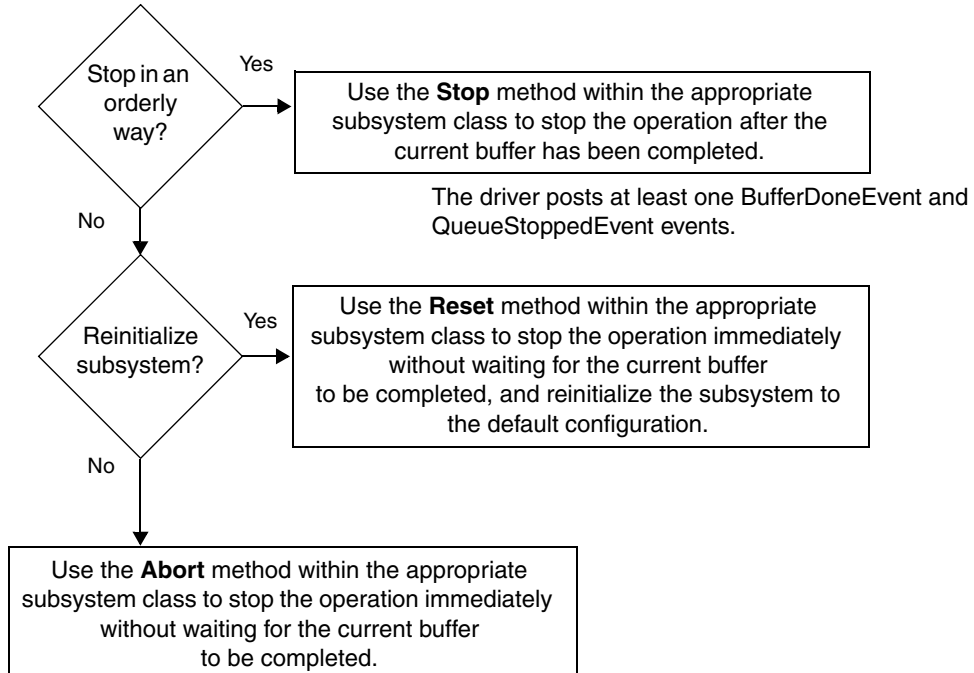 Stop in an
orderly
way?
Yes
Use the Stop method within the appropriate
subsystem class to stop the operation after the
current buffer has been completed.
The driver posts at least one BufferDoneEvent and
QueueStoppedEvent events.
No
Reinitialize
subsystem?
Yes
Use the Reset method within the appropriate
subsystem class to stop the operation immediately
without waiting for the current buffer
to be completed, and reinitialize the subsystem to
the default configuration.
No
Use the Abort method within the appropriate
subsystem class to stop the operation immediately
without waiting for the current buffer
to be completed.